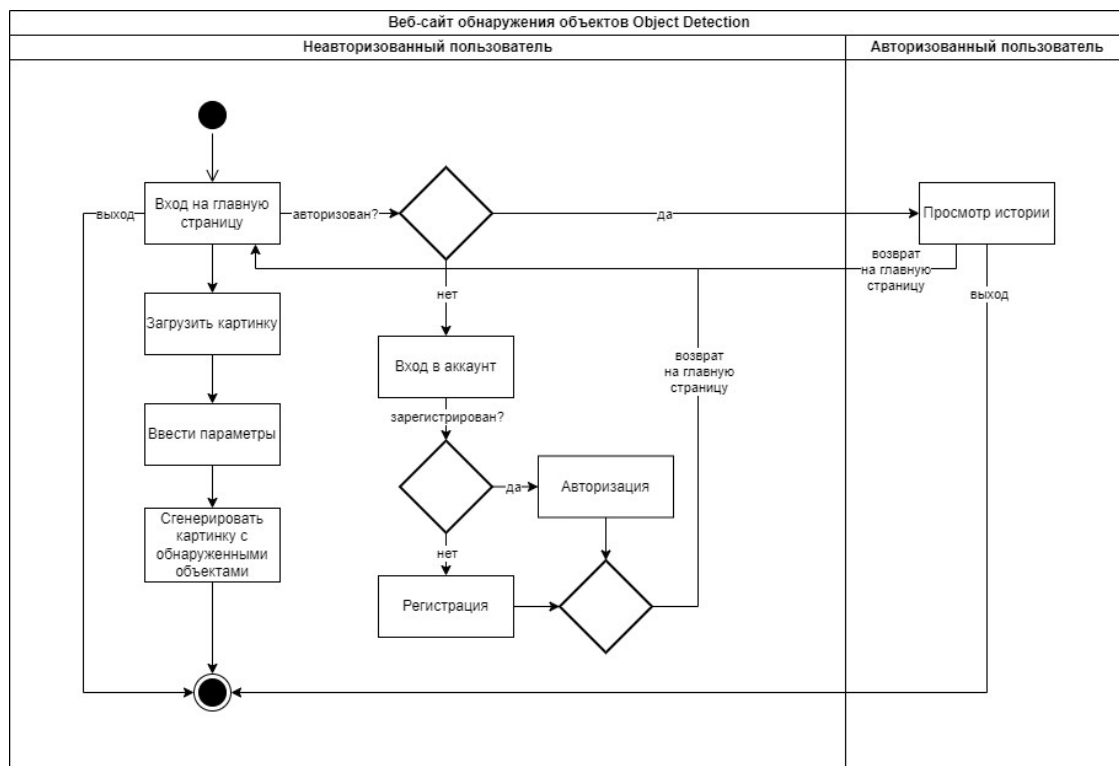 Веб-сайт обнаружения объектов Object Detection
Неавторизованный пользователь
Авторизованный пользователь
Вход на главную
страницу
выход
авторизован?
да
Просмотр истории
возврат
на главную
страницу
выход
нет
Загрузить картинку
Вход в аккаунт
возврат
на главную
страницу
зарегистрирован?
Ввести параметры
да
Авторизация
Сгенерировать
картинку с
обнаруженными
объектами
нет
Регистрация